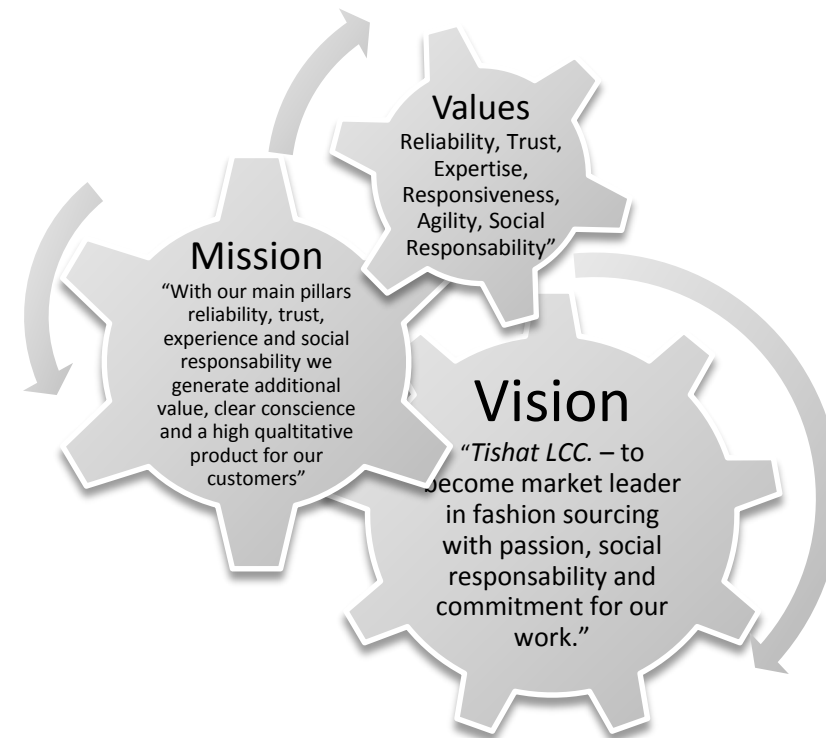 Values
Reliability, Trust,
Expertise,
Responsiveness,
Agility, Social
Responsability”
Mission
“With our main pillars
reliability, trust,
experience and social
responsability we
generate additional
value, clear conscience
and a high qualtitative
product for our
customers”
Vision
“Tishat LCC. – to
become market leader
in fashion sourcing
with passion, social
responsability and
commitment for our
work.”